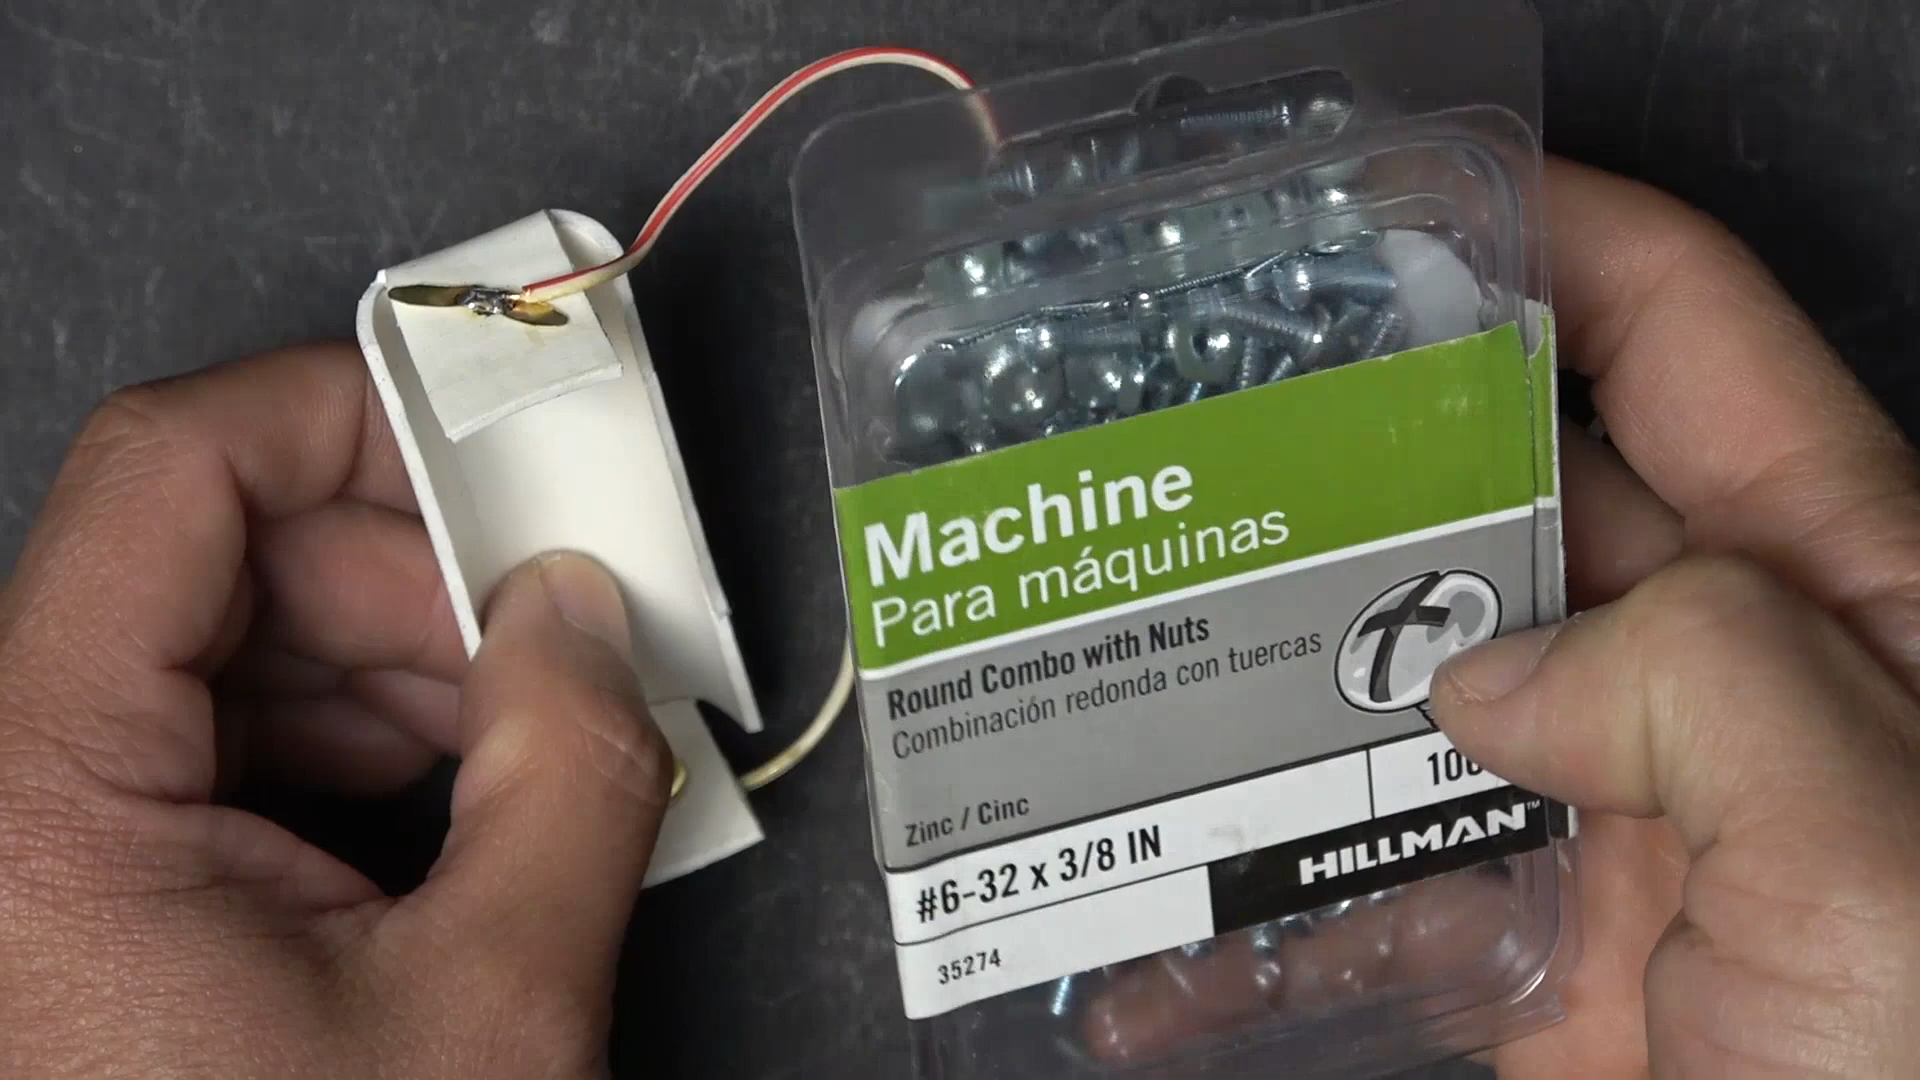 Machine
Para máquinas
Round Combo with Nuts
Combinación redonda con tuercas
Zinc / Cinc
#6-32 x 3/8 IN
HILLMAN™
35274